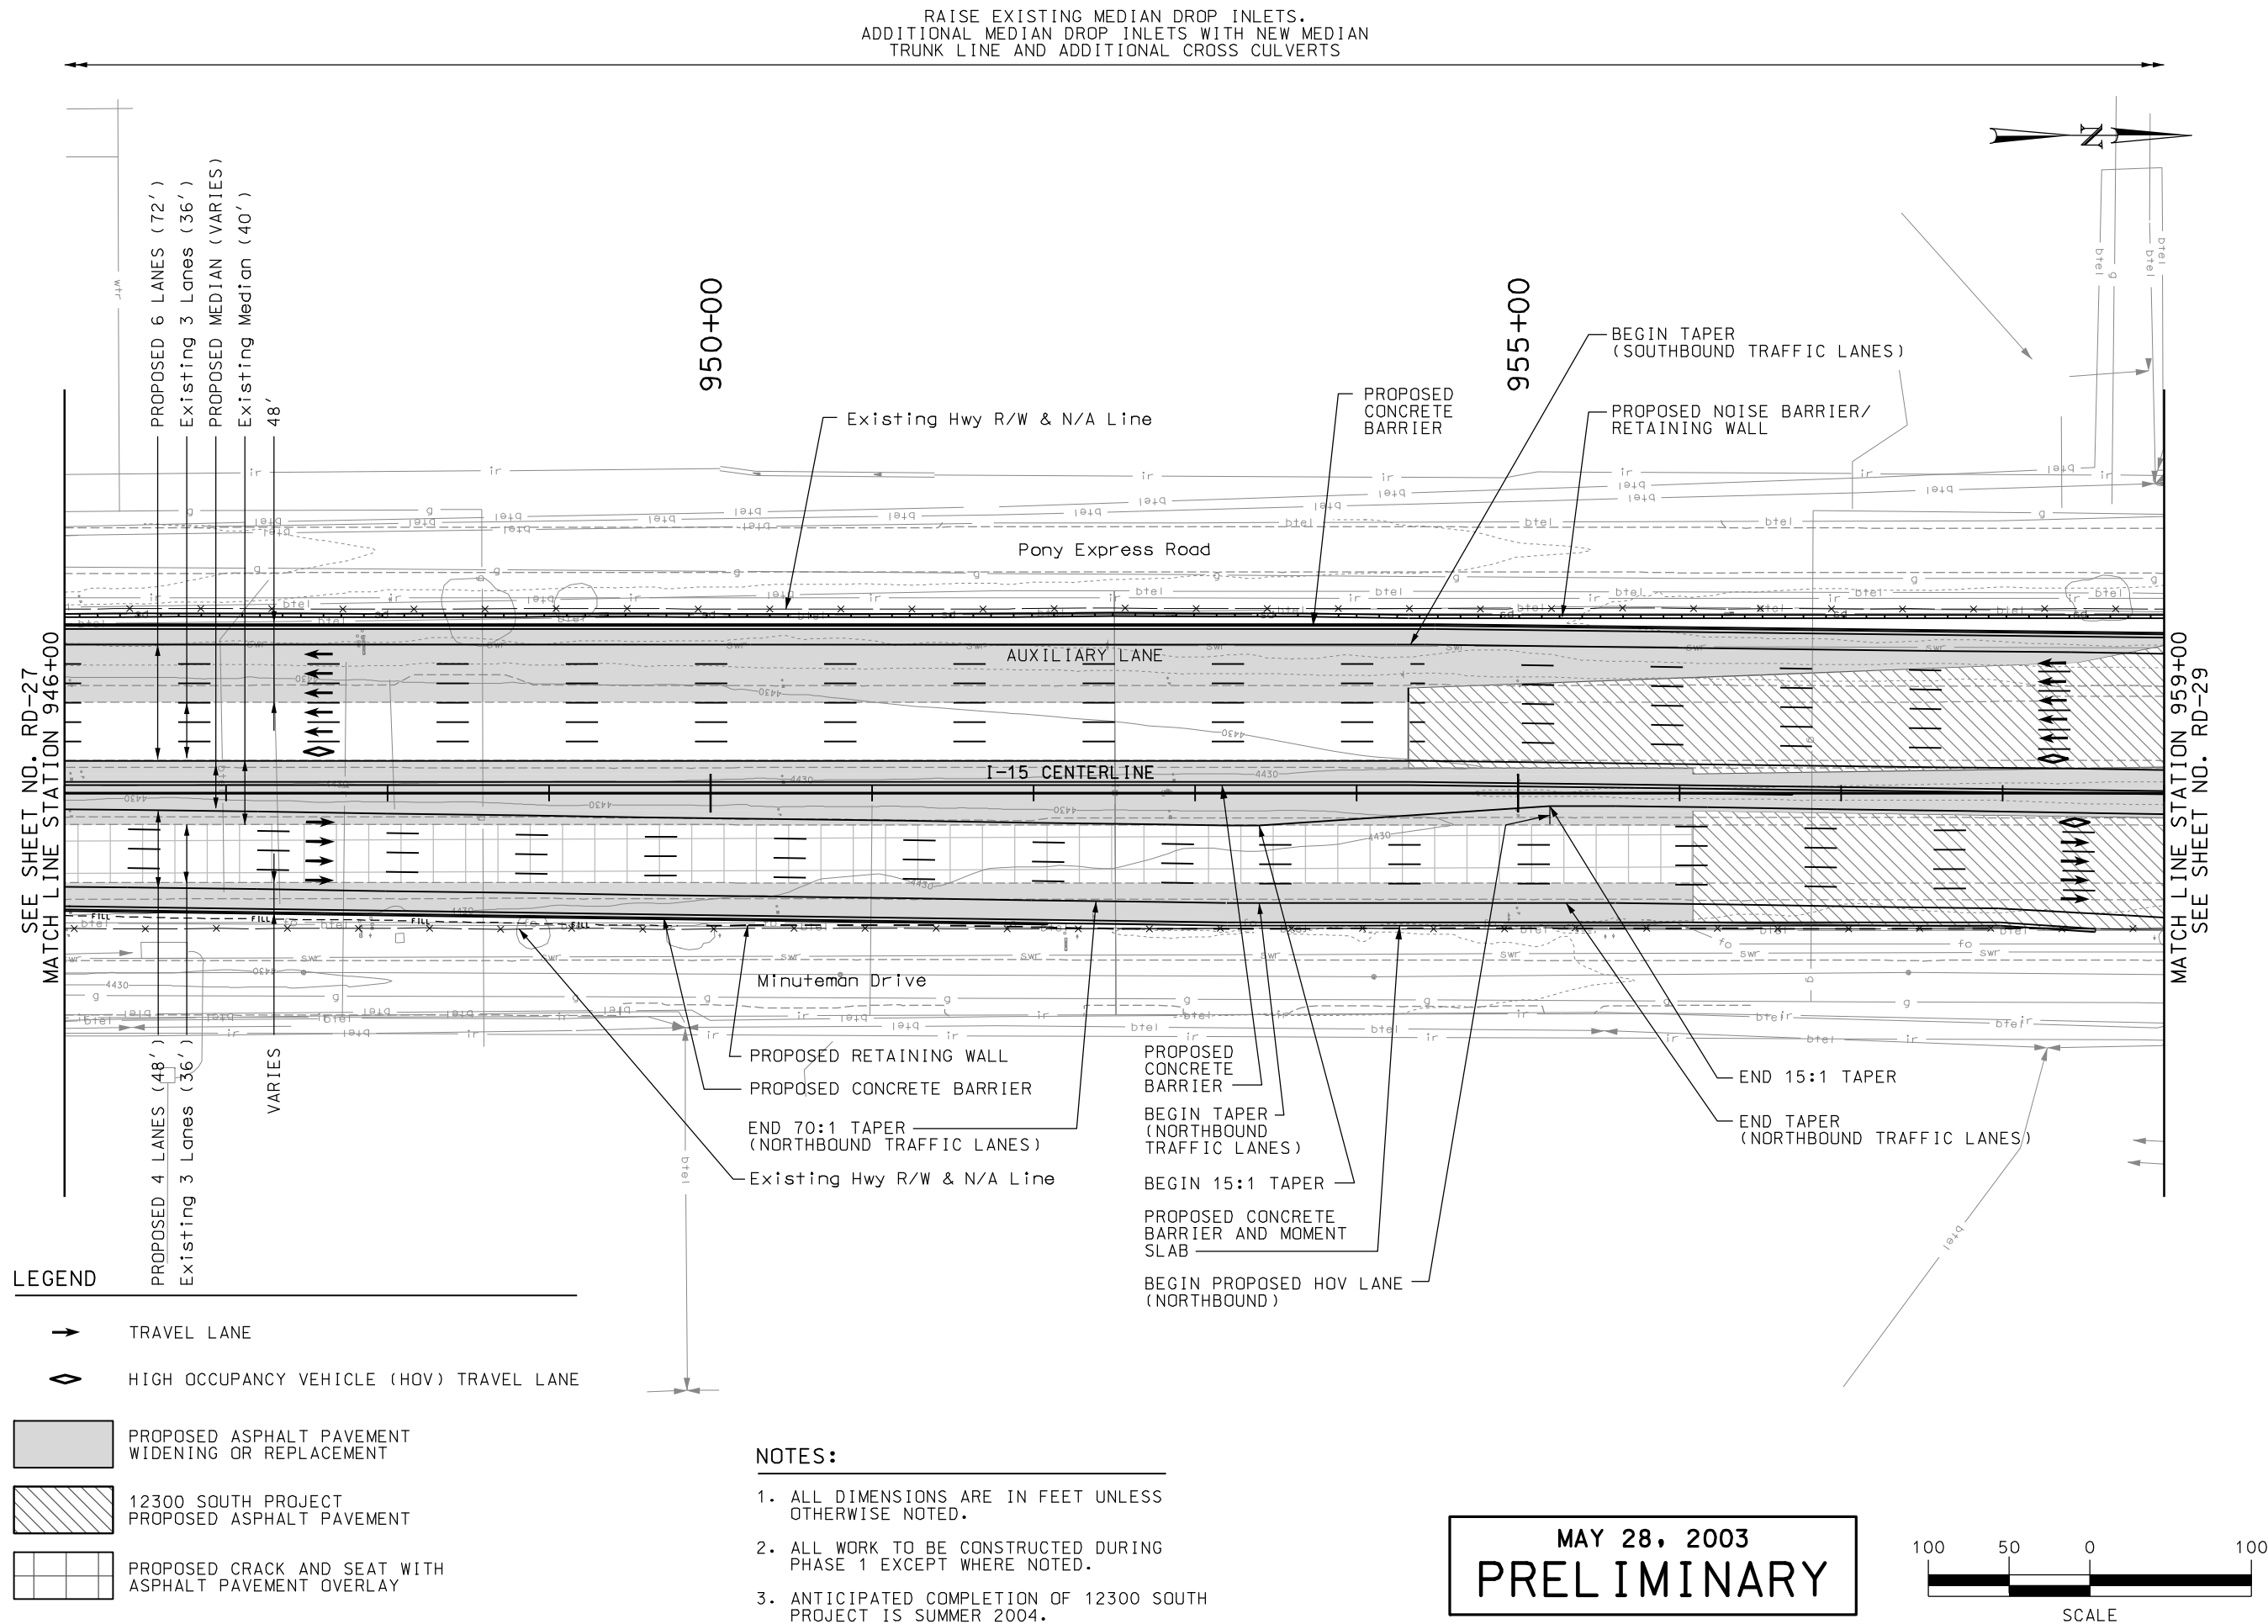 RAISE EXISTING MEDIAN DROP INLETS.
ADDITIONAL MEDIAN DROP INLETS WITH NEW MEDIAN
TRUNK LINE AND ADDITIONAL CROSS CULVERTS
N
PROPOSED 6 LANES (72')
Existing 3 Lanes (36')
PROPOSED MEDIAN (VARIES)
Existing Median (40')
48'
950+00
955+00
BEGIN TAPER
(SOUTHBOUND TRAFFIC LANES)
PROPOSED
CONCRETE
BARRIER
PROPOSED NOISE BARRIER/
RETAINING WALL
Existing Hwy R/W & N/A Line
Pony Express Road
AUXILIARY LANE
I-15 CENTERLINE
SEE SHEET NO. RD-27
MATCH LINE STATION 946+00
MATCH LINE STATION 959+00
SEE SHEET NO. RD-29
wtr
ir
btel
g
swr
sd
fo
4430
FILL
FILL
FILL
FILL
Minuteman Drive
PROPOSED 4 LANES (48')
Existing 3 Lanes (36')
VARIES
PROPOSED RETAINING WALL
PROPOSED CONCRETE BARRIER
END 70:1 TAPER
(NORTHBOUND TRAFFIC LANES)
Existing Hwy R/W & N/A Line
PROPOSED
CONCRETE
BARRIER
BEGIN TAPER
(NORTHBOUND
TRAFFIC LANES)
BEGIN 15:1 TAPER
PROPOSED CONCRETE
BARRIER AND MOMENT
SLAB
BEGIN PROPOSED HOV LANE
(NORTHBOUND)
END 15:1 TAPER
END TAPER
(NORTHBOUND TRAFFIC LANES)
LEGEND
TRAVEL LANE
HIGH OCCUPANCY VEHICLE (HOV) TRAVEL LANE
PROPOSED ASPHALT PAVEMENT
WIDENING OR REPLACEMENT
12300 SOUTH PROJECT
PROPOSED ASPHALT PAVEMENT
PROPOSED CRACK AND SEAT WITH
ASPHALT PAVEMENT OVERLAY
NOTES:
1. ALL DIMENSIONS ARE IN FEET UNLESS
OTHERWISE NOTED.
2. ALL WORK TO BE CONSTRUCTED DURING
PHASE 1 EXCEPT WHERE NOTED.
3. ANTICIPATED COMPLETION OF 12300 SOUTH
PROJECT IS SUMMER 2004.
MAY 28, 2003
PRELIMINARY
100 50 0 100
SCALE